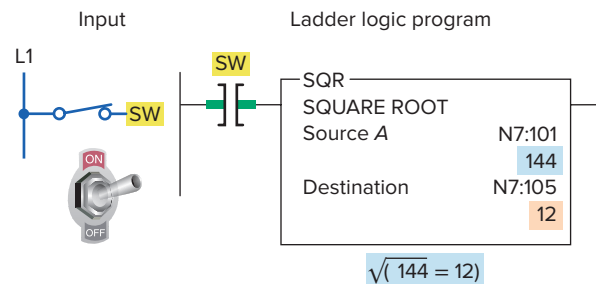 Input
Ladder logic program
L1
SW
ON
OFF
SW
SQR
SQUARE ROOT
Source A N7:101
144
Destination N7:105
12
√( 144 = 12)